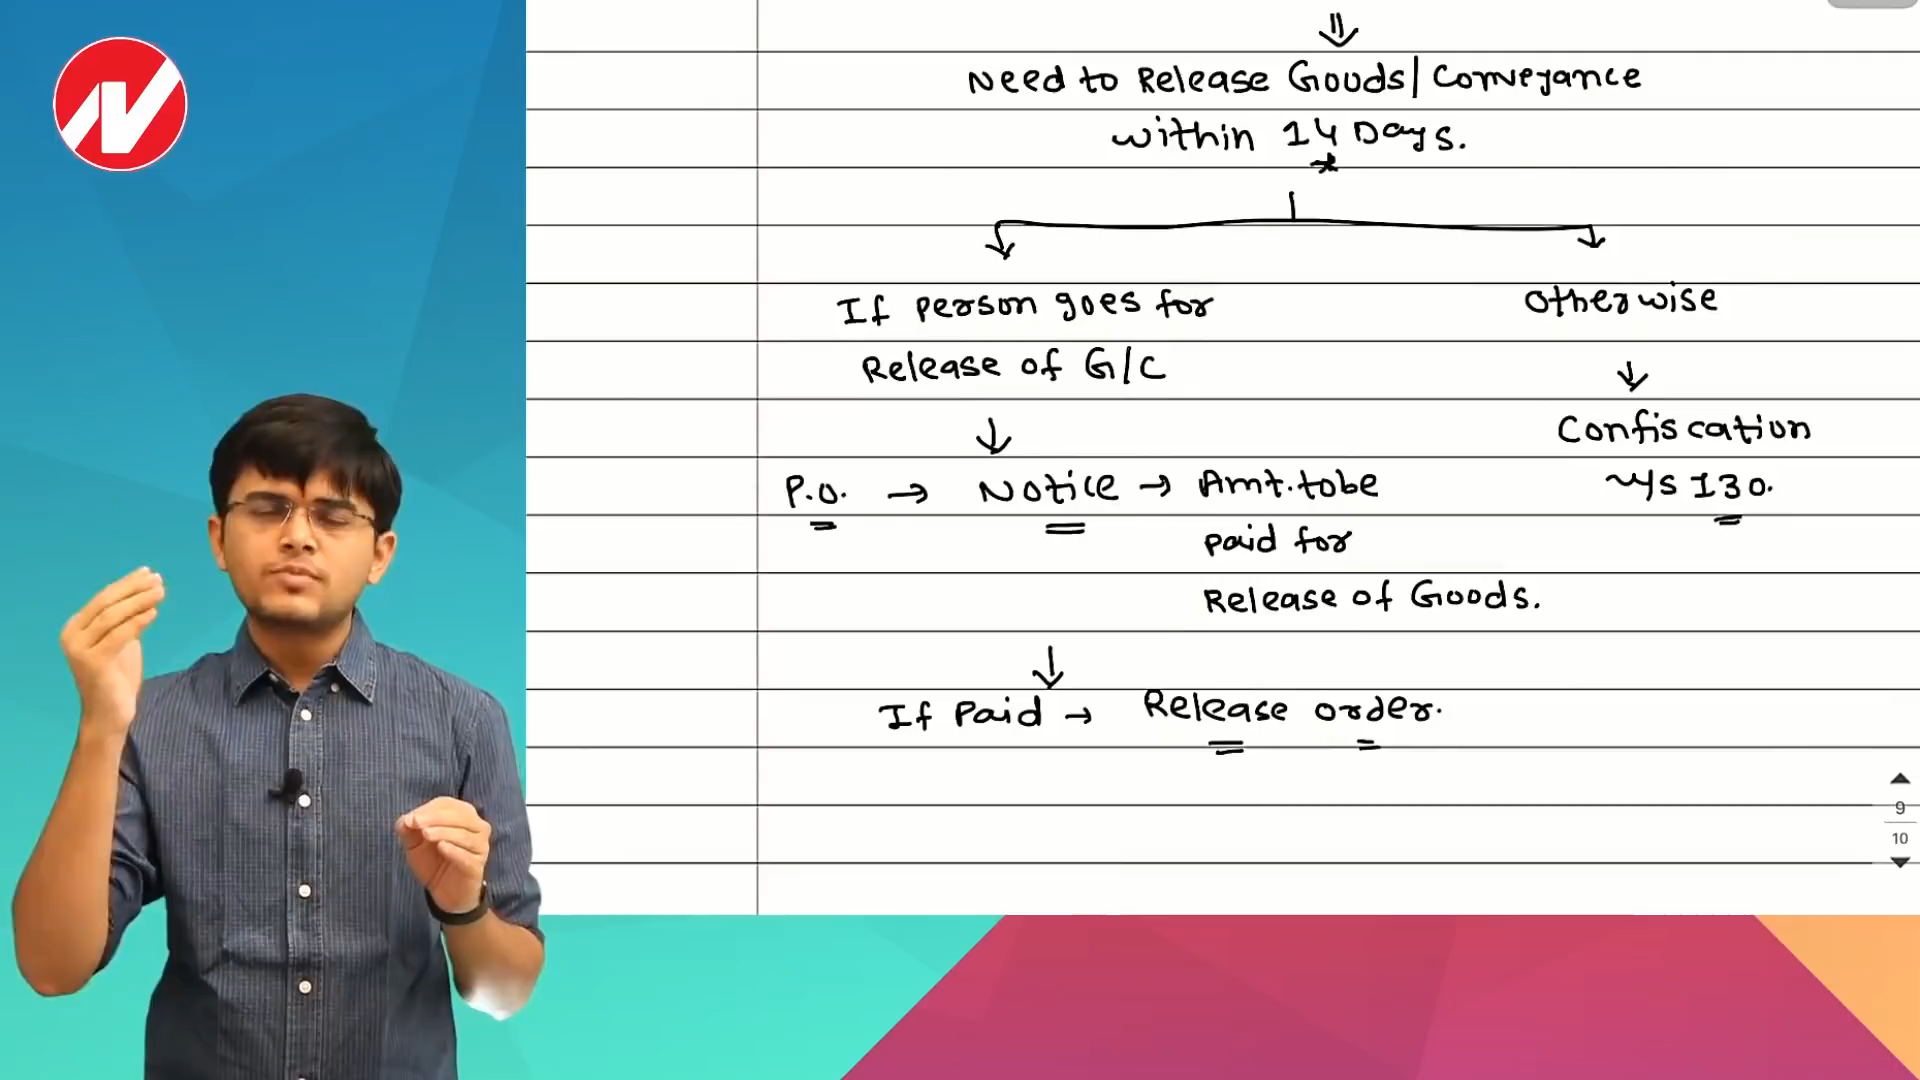 Need to Release Goods/Conveyance
within 14 Days.
If person goes for
Otherwise
Release of G/C
Confiscation
P.O. → Notice → Amt. to be
u/s 130.
paid for
Release of Goods.
If Paid → Release order.
9
10